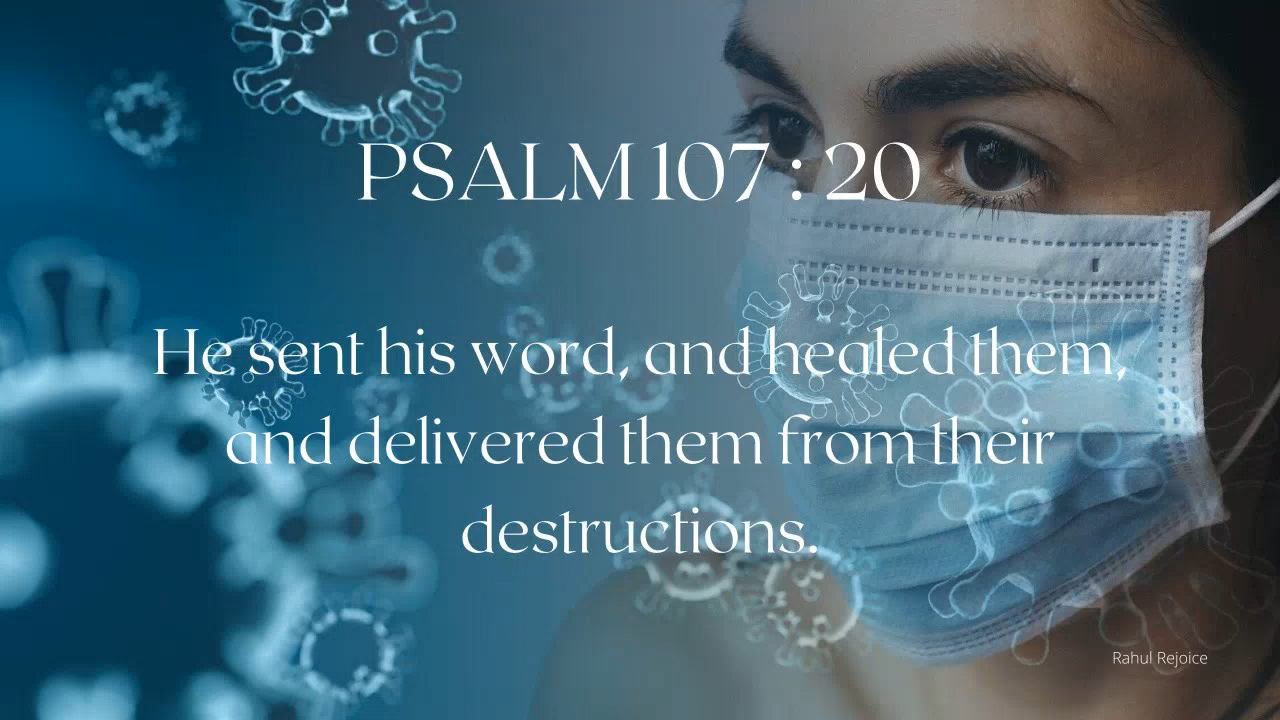 PSALM 107 : 20
He sent his word, and healed them,
and delivered them from their
destructions.
Rahul Rejoice